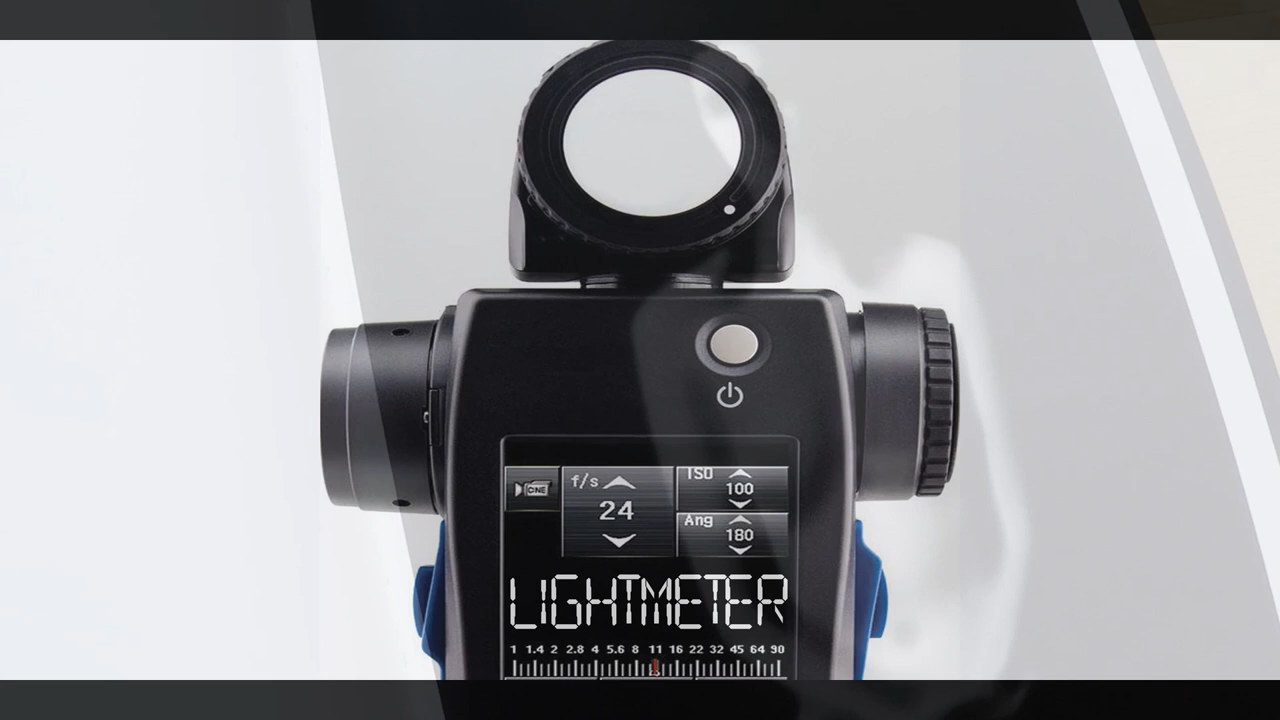 CINE
f/s
24
ISO
100
Ang
180
LIGHTMETER
1 1.4 2 2.8 4 5.6 8 11 16 22 32 45 64 90